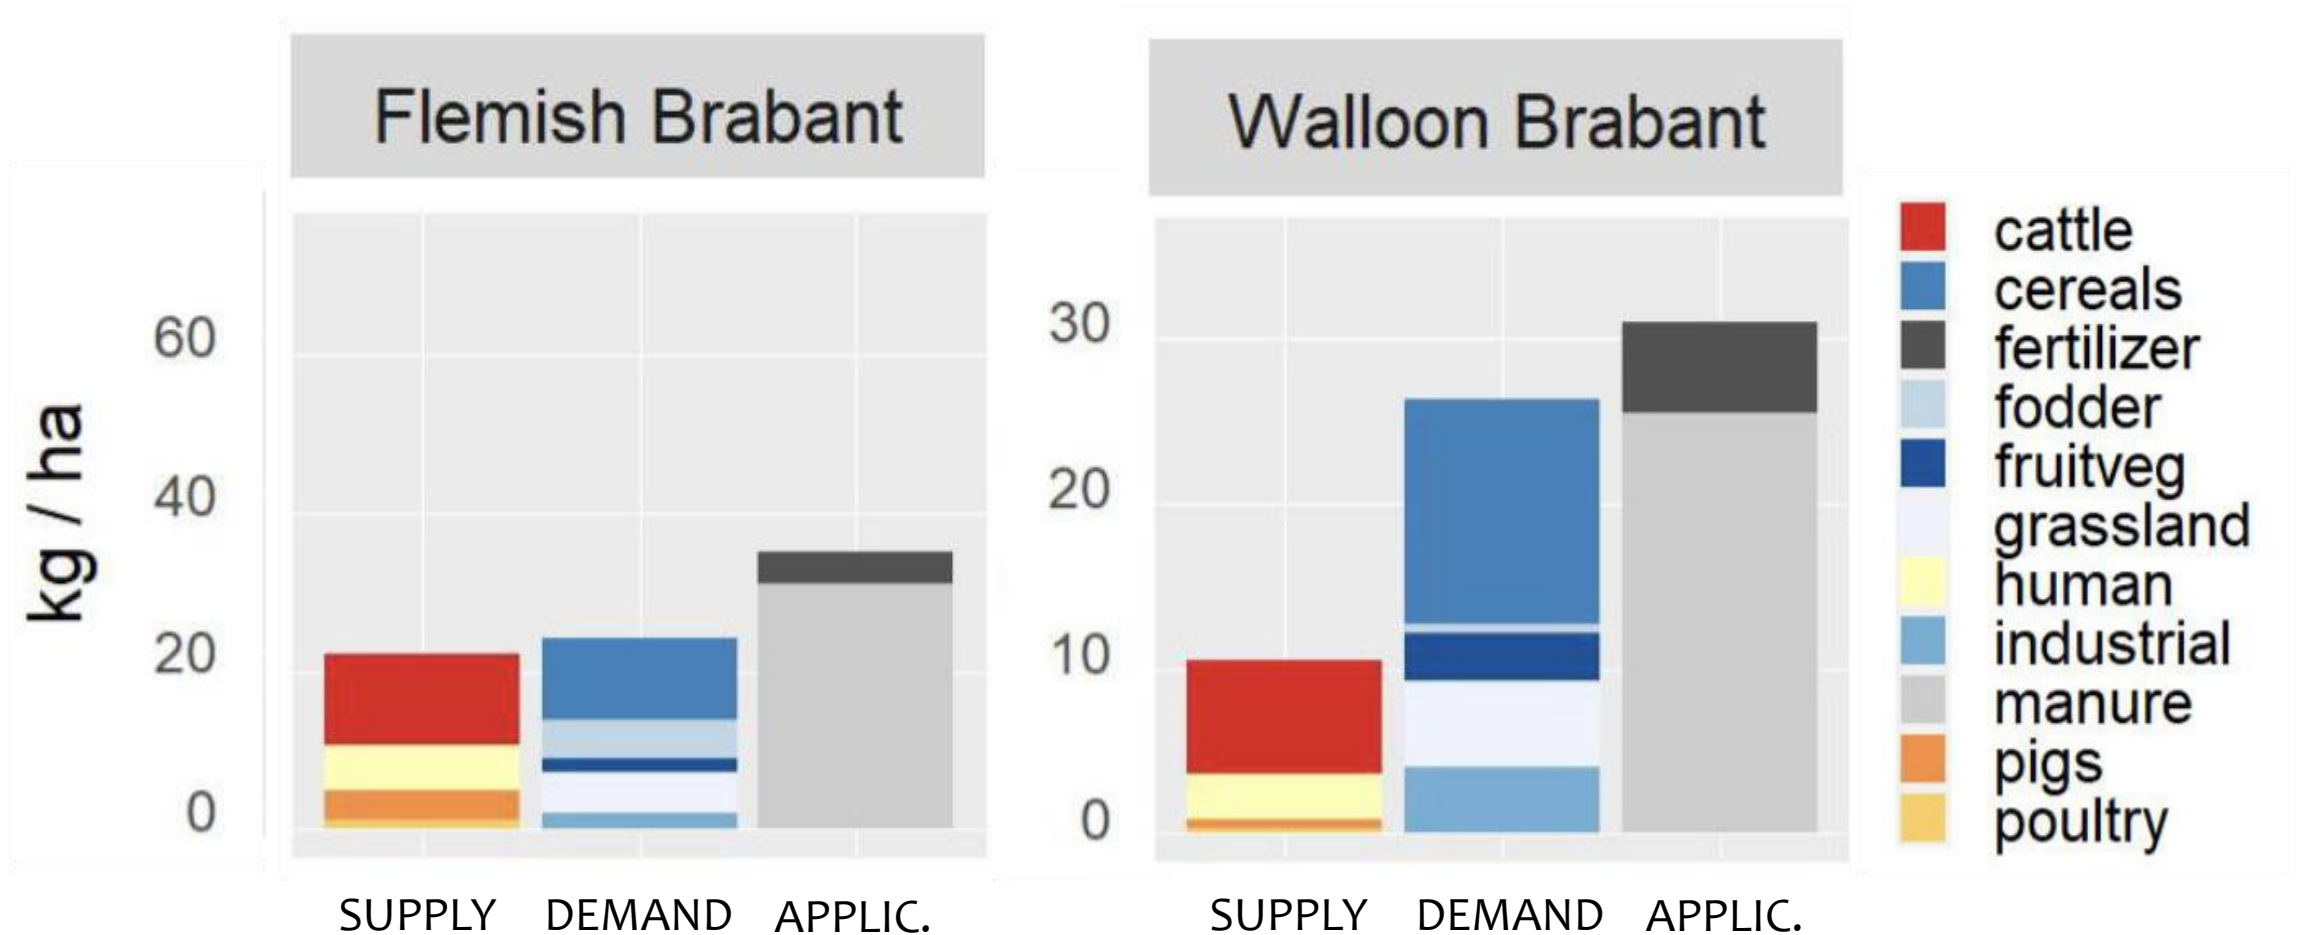 Flemish Brabant
Walloon Brabant
kg / ha
60
40
20
0
30
20
10
0
SUPPLY DEMAND APPLIC.
SUPPLY DEMAND APPLIC.
cattle
cereals
fertilizer
fodder
fruitveg
grassland
human
industrial
manure
pigs
poultry